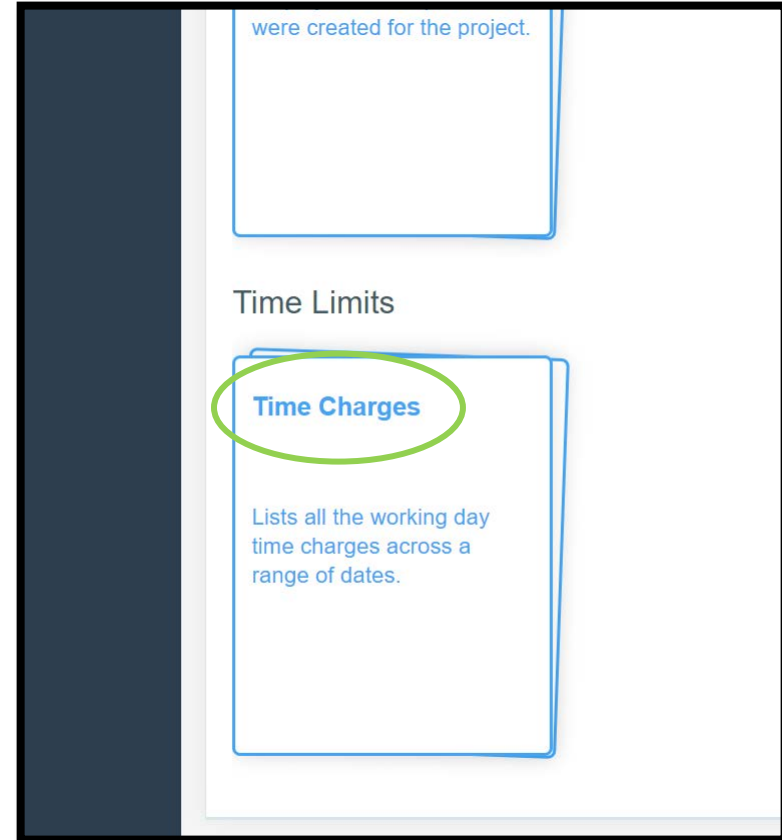 were created for the project.
Time Limits
Time Charges
Lists all the working day
time charges across a
range of dates.